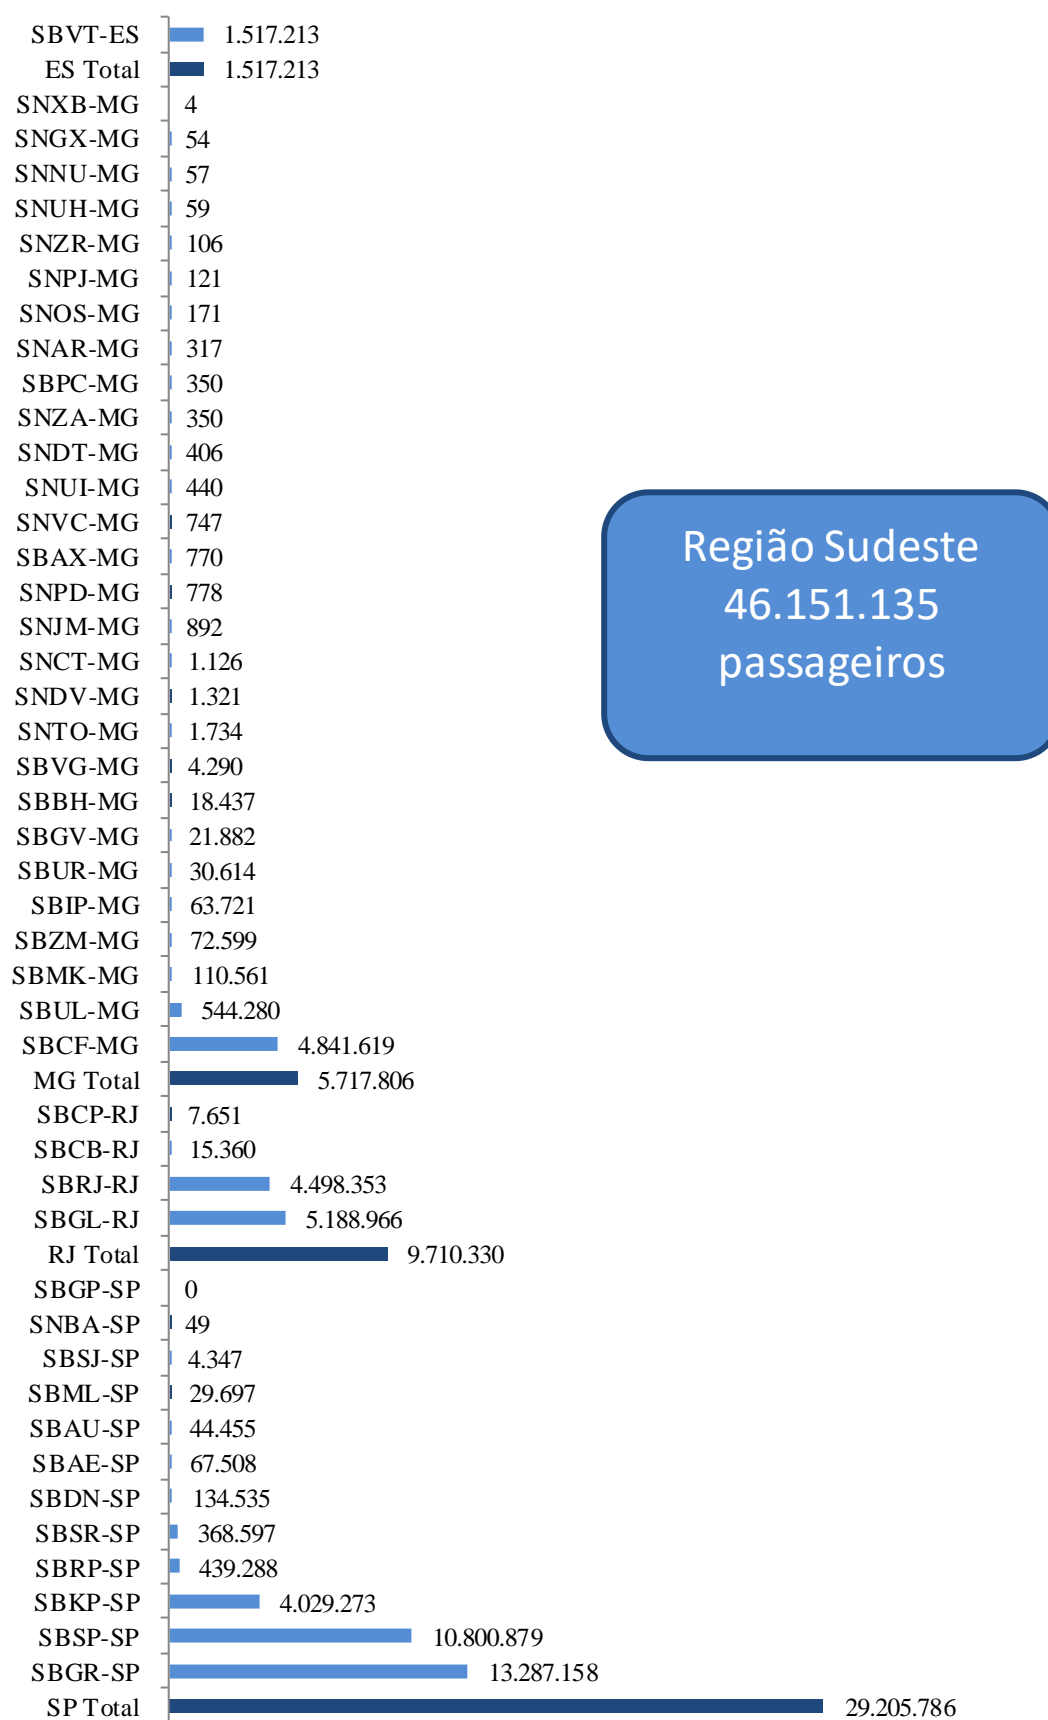 SBVT-ES 1.517.213
ES Total 1.517.213
SNXB-MG 4
SNGX-MG 54
SNNU-MG 57
SNUH-MG 59
SNZR-MG 106
SNPJ-MG 121
SNOS-MG 171
SNAR-MG 317
SBPC-MG 350
SNZA-MG 350
SNDT-MG 406
SNUI-MG 440
SNVC-MG 747
SBAX-MG 770
SNPD-MG 778
SNJM-MG 892
SNCT-MG 1.126
SNDV-MG 1.321
SNTO-MG 1.734
SBVG-MG 4.290
SBBH-MG 18.437
SBGV-MG 21.882
SBUR-MG 30.614
SBIP-MG 63.721
SBZM-MG 72.599
SBMK-MG 110.561
SBUL-MG 544.280
SBCF-MG 4.841.619
MG Total 5.717.806
SBCP-RJ 7.651
SBCB-RJ 15.360
SBRJ-RJ 4.498.353
SBGL-RJ 5.188.966
RJ Total 9.710.330
SBGP-SP 0
SNBA-SP 49
SBSJ-SP 4.347
SBML-SP 29.697
SBAU-SP 44.455
SBAE-SP 67.508
SBDN-SP 134.535
SBSR-SP 368.597
SBRP-SP 439.288
SBKP-SP 4.029.273
SBSP-SP 10.800.879
SBGR-SP 13.287.158
SP Total 29.205.786
Região Sudeste
46.151.135
passageiros